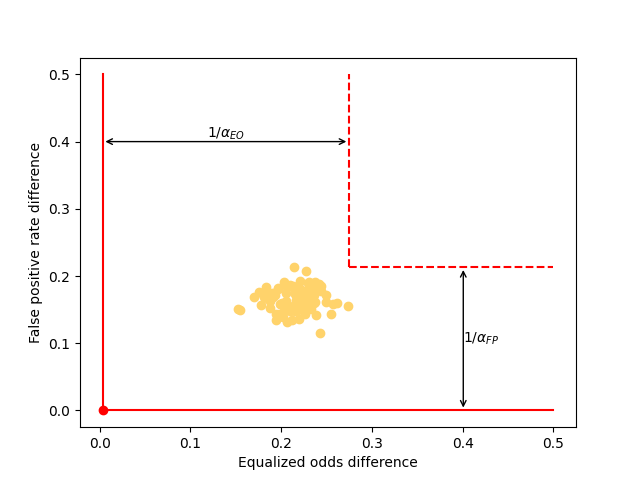 0.5
0.4
0.3
0.2
0.1
0.0
False positive rate difference
1/α_EO
1/α_FP
0.0 0.1 0.2 0.3 0.4 0.5
Equalized odds difference